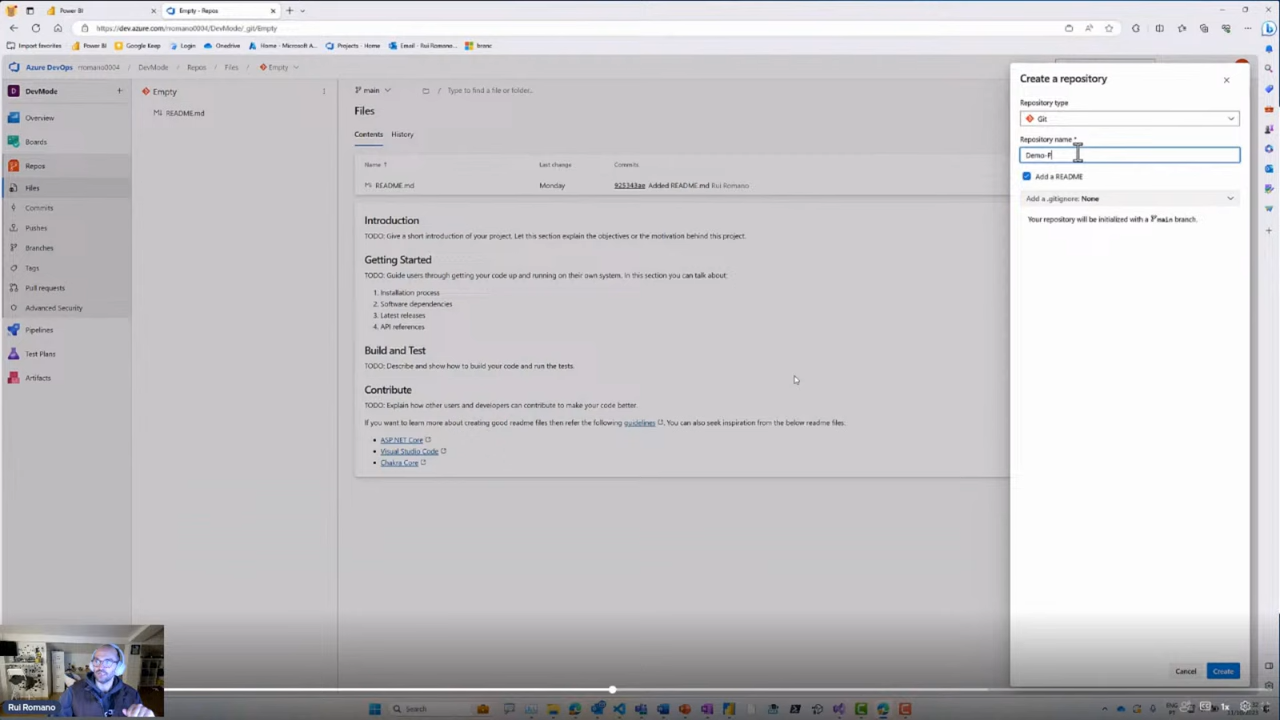 Power BI
Empty - Repos
https://dev.azure.com/rromano0004/DevMode/_git/Empty
Import favorites
Power BI
Google Keep
Login
Onedrive
Home - Microsoft A...
Projects - Home
Email - Rui Romano...
Azure DevOps
rromano0004
DevMode
Repos
Files
Empty
DevMode
Overview
Boards
Repos
Files
Commits
Pushes
Branches
Tags
Pull requests
Advanced Security
Pipelines
Test Plans
Artifacts
Empty
README.md
main
/ Type to find a file or folder...
Files
Contents
History
Name ↑
Last change
Commits
README.md
Monday
925343ae Added README.md Rui Romano
Introduction
TODO: Give a short introduction of your project. Let this section explain the objectives or the motivation behind this project.
Getting Started
TODO: Guide users through getting your code up and running on their own system. In this section you can talk about:
1. Installation process
2. Software dependencies
3. Latest releases
4. API references
Build and Test
TODO: Describe and show how to build your code and run the tests.
Contribute
TODO: Explain how other users and developers can contribute to make your code better.
If you want to learn more about creating good readme files then refer the following guidelines. You can also seek inspiration from the below readme files.
ASP.NET Core
Visual Studio Code
Chakra Core
Create a repository
Repository type
Git
Repository name *
Demo-P
Add a README
Add a .gitignore: None
Your repository will be initialized with a main branch.
Cancel
Create
Rui Romano
Search
1x